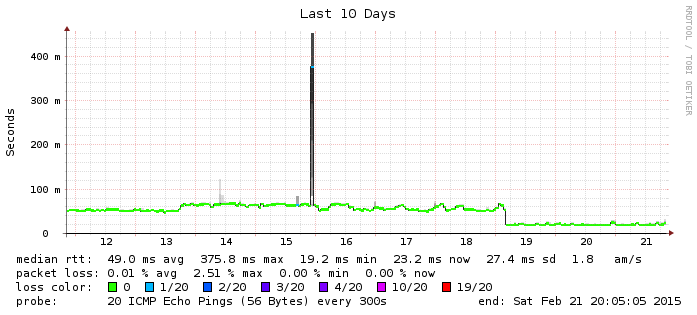 Last 10 Days
RRDTOOL / TOBI OETIKER
Seconds
400 m
300 m
200 m
100 m
0
12 13 14 15 16 17 18 19 20 21
median rtt: 49.0 ms avg 375.8 ms max 19.2 ms min 23.2 ms now 27.4 ms sd 1.8 am/s
packet loss: 0.01 % avg 2.51 % max 0.00 % min 0.00 % now
loss color: 0 1/20 2/20 3/20 4/20 10/20 19/20
probe: 20 ICMP Echo Pings (56 Bytes) every 300s end: Sat Feb 21 20:05:05 2015